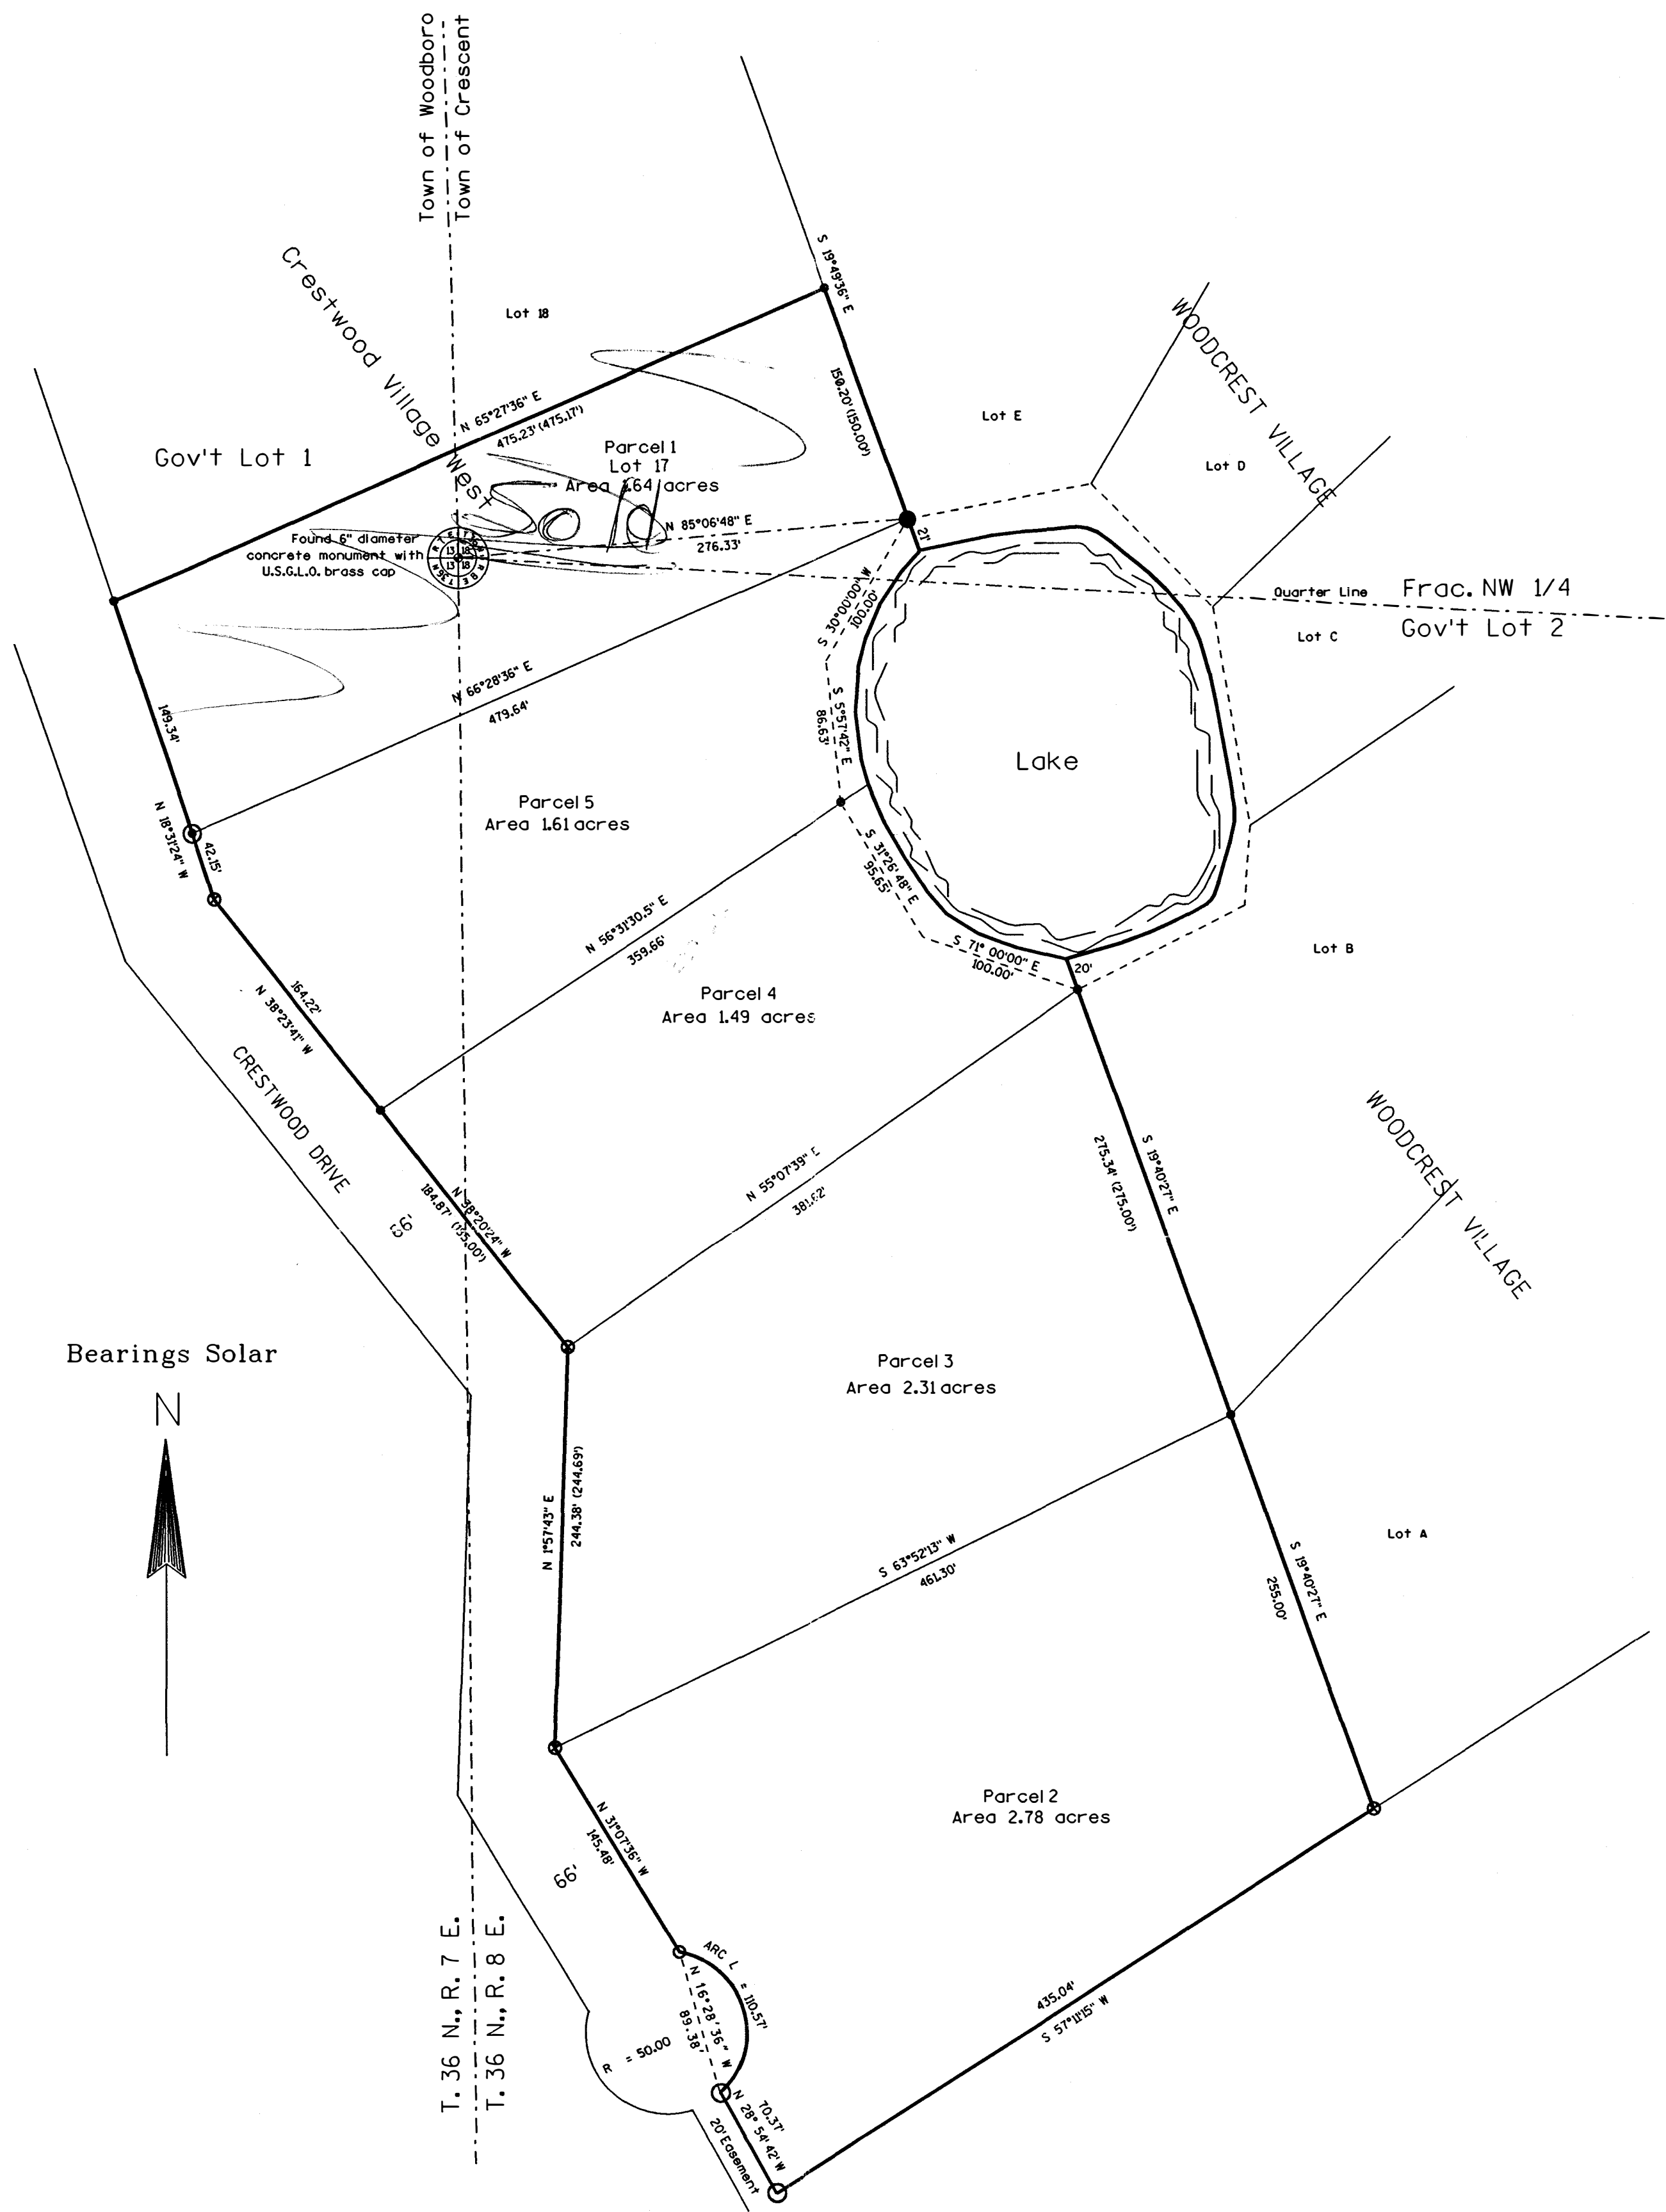 Town of Woodboro
Town of Crescent
Crestwood Village West
Lot 18
S 19°49'36" E
150.20' (150.00')
N 65°27'36" E
475.23' (475.17')
Gov't Lot 1
Parcel 1
Lot 17
Area 1.64 acres
Lot E
WOODCREST VILLAGE
Lot D
Found 6" diameter
concrete monument with
U.S.G.L.O. brass cap
13 18
13 18
N 85°06'48" E
276.33'
21'
Quarter Line
Frac. NW 1/4
Gov't Lot 2
Lot C
S 30°00'00" W
100.00'
N 66°28'36" E
479.64'
149.34'
S 5°57'42" E
86.63'
Lake
Parcel 5
Area 1.61 acres
N 18°31'24" W
42.15'
S 31°26'48" E
95.65'
N 56°31'30.5" E
359.66'
S 71°00'00" E
100.00'
20'
Lot B
Parcel 4
Area 1.49 acres
164.22'
N 38°23'41" W
CRESTWOOD DRIVE
66'
N 38°20'24" W
184.87' (185.00')
N 55°07'39" E
381.62'
S 19°40'27" E
275.34' (275.00')
WOODCREST VILLAGE
Bearings Solar
N
Parcel 3
Area 2.31 acres
N 1°57'43" E
244.38' (244.69')
S 63°52'13" W
461.30'
Lot A
S 19°40'27" E
255.00'
Parcel 2
Area 2.78 acres
N 31°07'36" W
145.48'
66'
T. 36 N., R. 7 E.
T. 36 N., R. 8 E.
ARC L = 110.57'
N 16°28'36" W
89.38'
R = 50.00
435.04'
S 57°11'15" W
70.37'
N 28°54'42' W
20' Easement